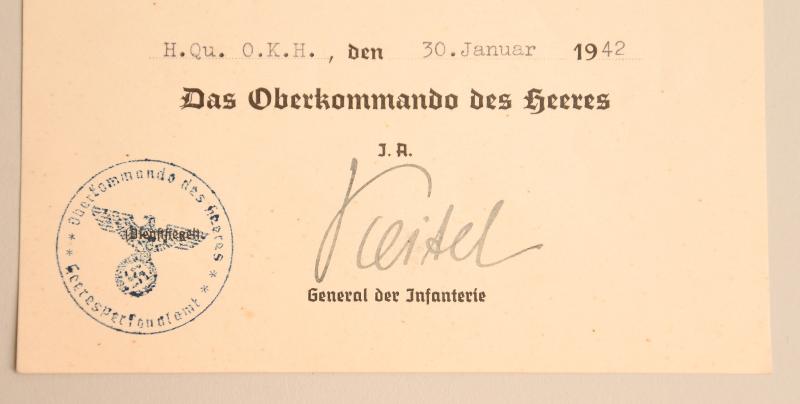 H.Qu. O.K.H., den 30.Januar 1942
Das Oberkommando des Heeres
I. A.
Keitel
General der Infanterie
Oberkommando des Heeres
(Dienstsiegel)
* * Heerespersonalamt * *